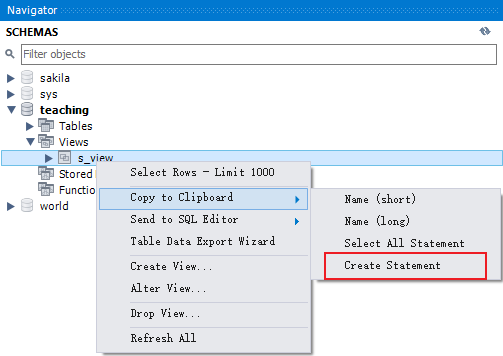 Navigator
SCHEMAS
Filter objects
sakila
sys
teaching
Tables
Views
s_view
Stored
Functio
world
Select Rows - Limit 1000
Copy to Clipboard
Send to SQL Editor
Table Data Export Wizard
Create View...
Alter View...
Drop View...
Refresh All
Name (short)
Name (long)
Select All Statement
Create Statement